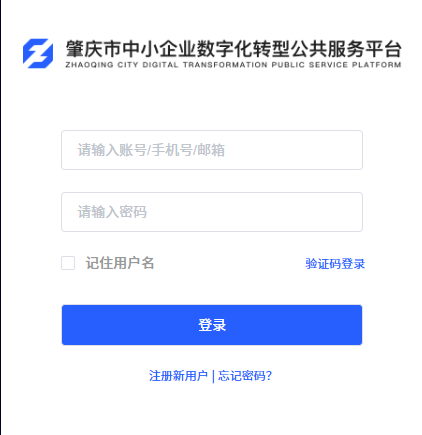 肇庆市中小企业数字化转型公共服务平台
ZHAOQING CITY DIGITAL TRANSFORMATION PUBLIC SERVICE PLATFORM
请输入账号/手机号/邮箱
请输入密码
记住用户名 验证码登录
登录
注册新用户 | 忘记密码?